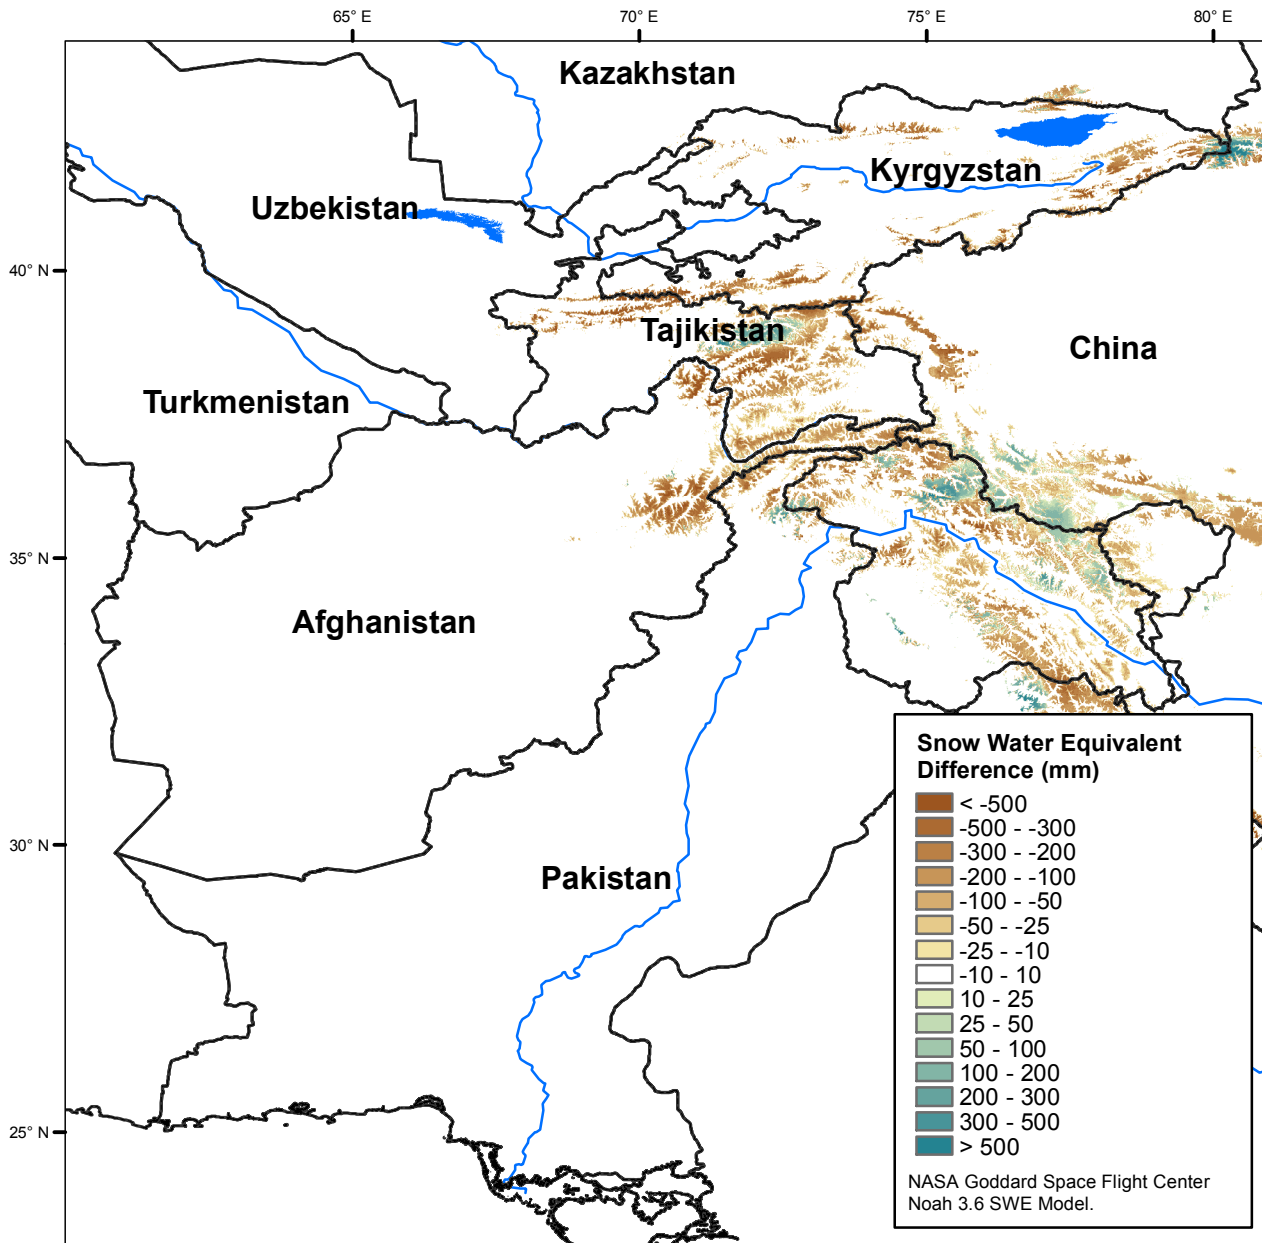 65° E
70° E
75° E
80° E
Kazakhstan
Kyrgyzstan
Uzbekistan
40° N
Tajikistan
China
Turkmenistan
35° N
Afghanistan
Snow Water Equivalent
Difference (mm)
< -500
-500 - -300
-300 - -200
30° N
Pakistan
-200 - -100
-100 - -50
-50 - -25
-25 - -10
-10 - 10
10 - 25
25 - 50
50 - 100
100 - 200
200 - 300
300 - 500
> 500
25° N
NASA Goddard Space Flight Center
Noah 3.6 SWE Model.